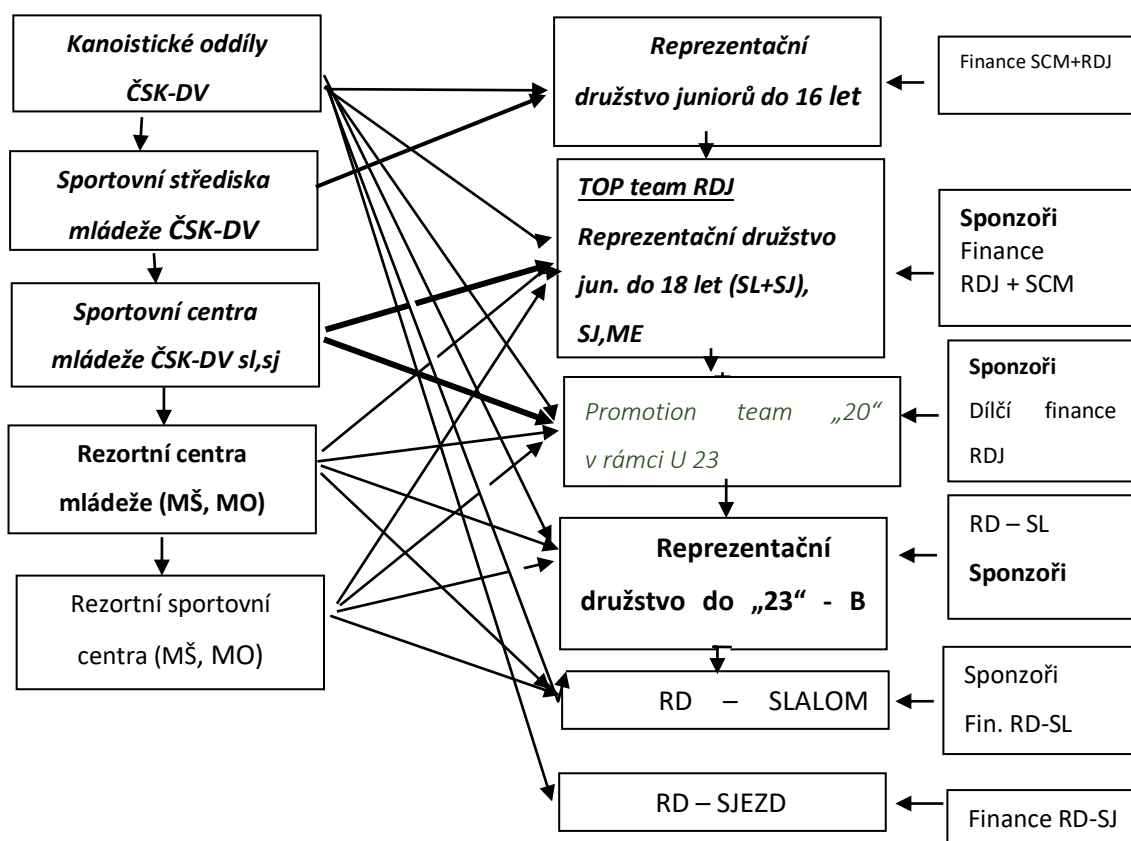 Kanoistické oddíly
ČSK-DV
Sportovní střediska
mládeže ČSK-DV
Sportovní centra
mládeže ČSK-DV sl,sj
Rezortní centra
mládeže (MŠ, MO)
Rezortní sportovní
centra (MŠ, MO)
Reprezentační
družstvo juniorů do 16 let
TOP team RDJ
Reprezentační družstvo
jun. do 18 let (SL+SJ),
SJ,ME
Promotion team „20“
v rámci U 23
Reprezentační
družstvo do „23“ - B
RD – SLALOM
RD – SJEZD
Finance SCM+RDJ
Sponzoři
Finance
RDJ + SCM
Sponzoři
Dílčí finance
RDJ
RD – SL
Sponzoři
Sponzoři
Fin. RD-SL
Finance RD-SJ